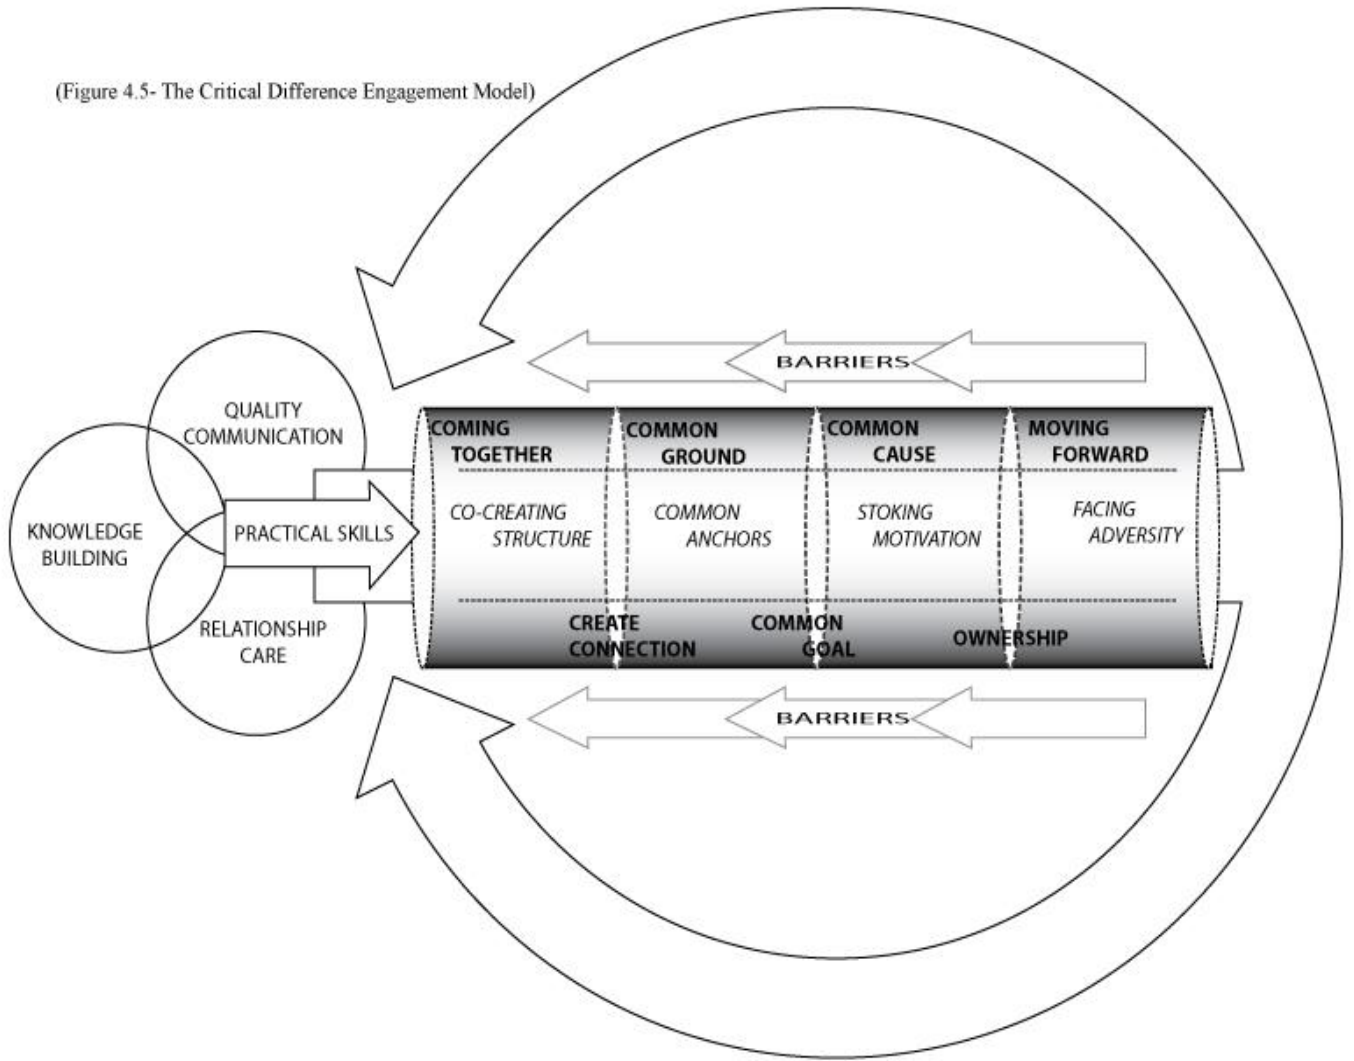 (Figure 4.5- The Critical Difference Engagement Model)
BARRIERS
QUALITY
COMMUNICATION
KNOWLEDGE
BUILDING
PRACTICAL SKILLS
RELATIONSHIP
CARE
COMING
TOGETHER
COMMON
GROUND
COMMON
CAUSE
MOVING
FORWARD
CO-CREATING
STRUCTURE
COMMON
ANCHORS
STOKING
MOTIVATION
FACING
ADVERSITY
CREATE
CONNECTION
COMMON
GOAL
OWNERSHIP
BARRIERS